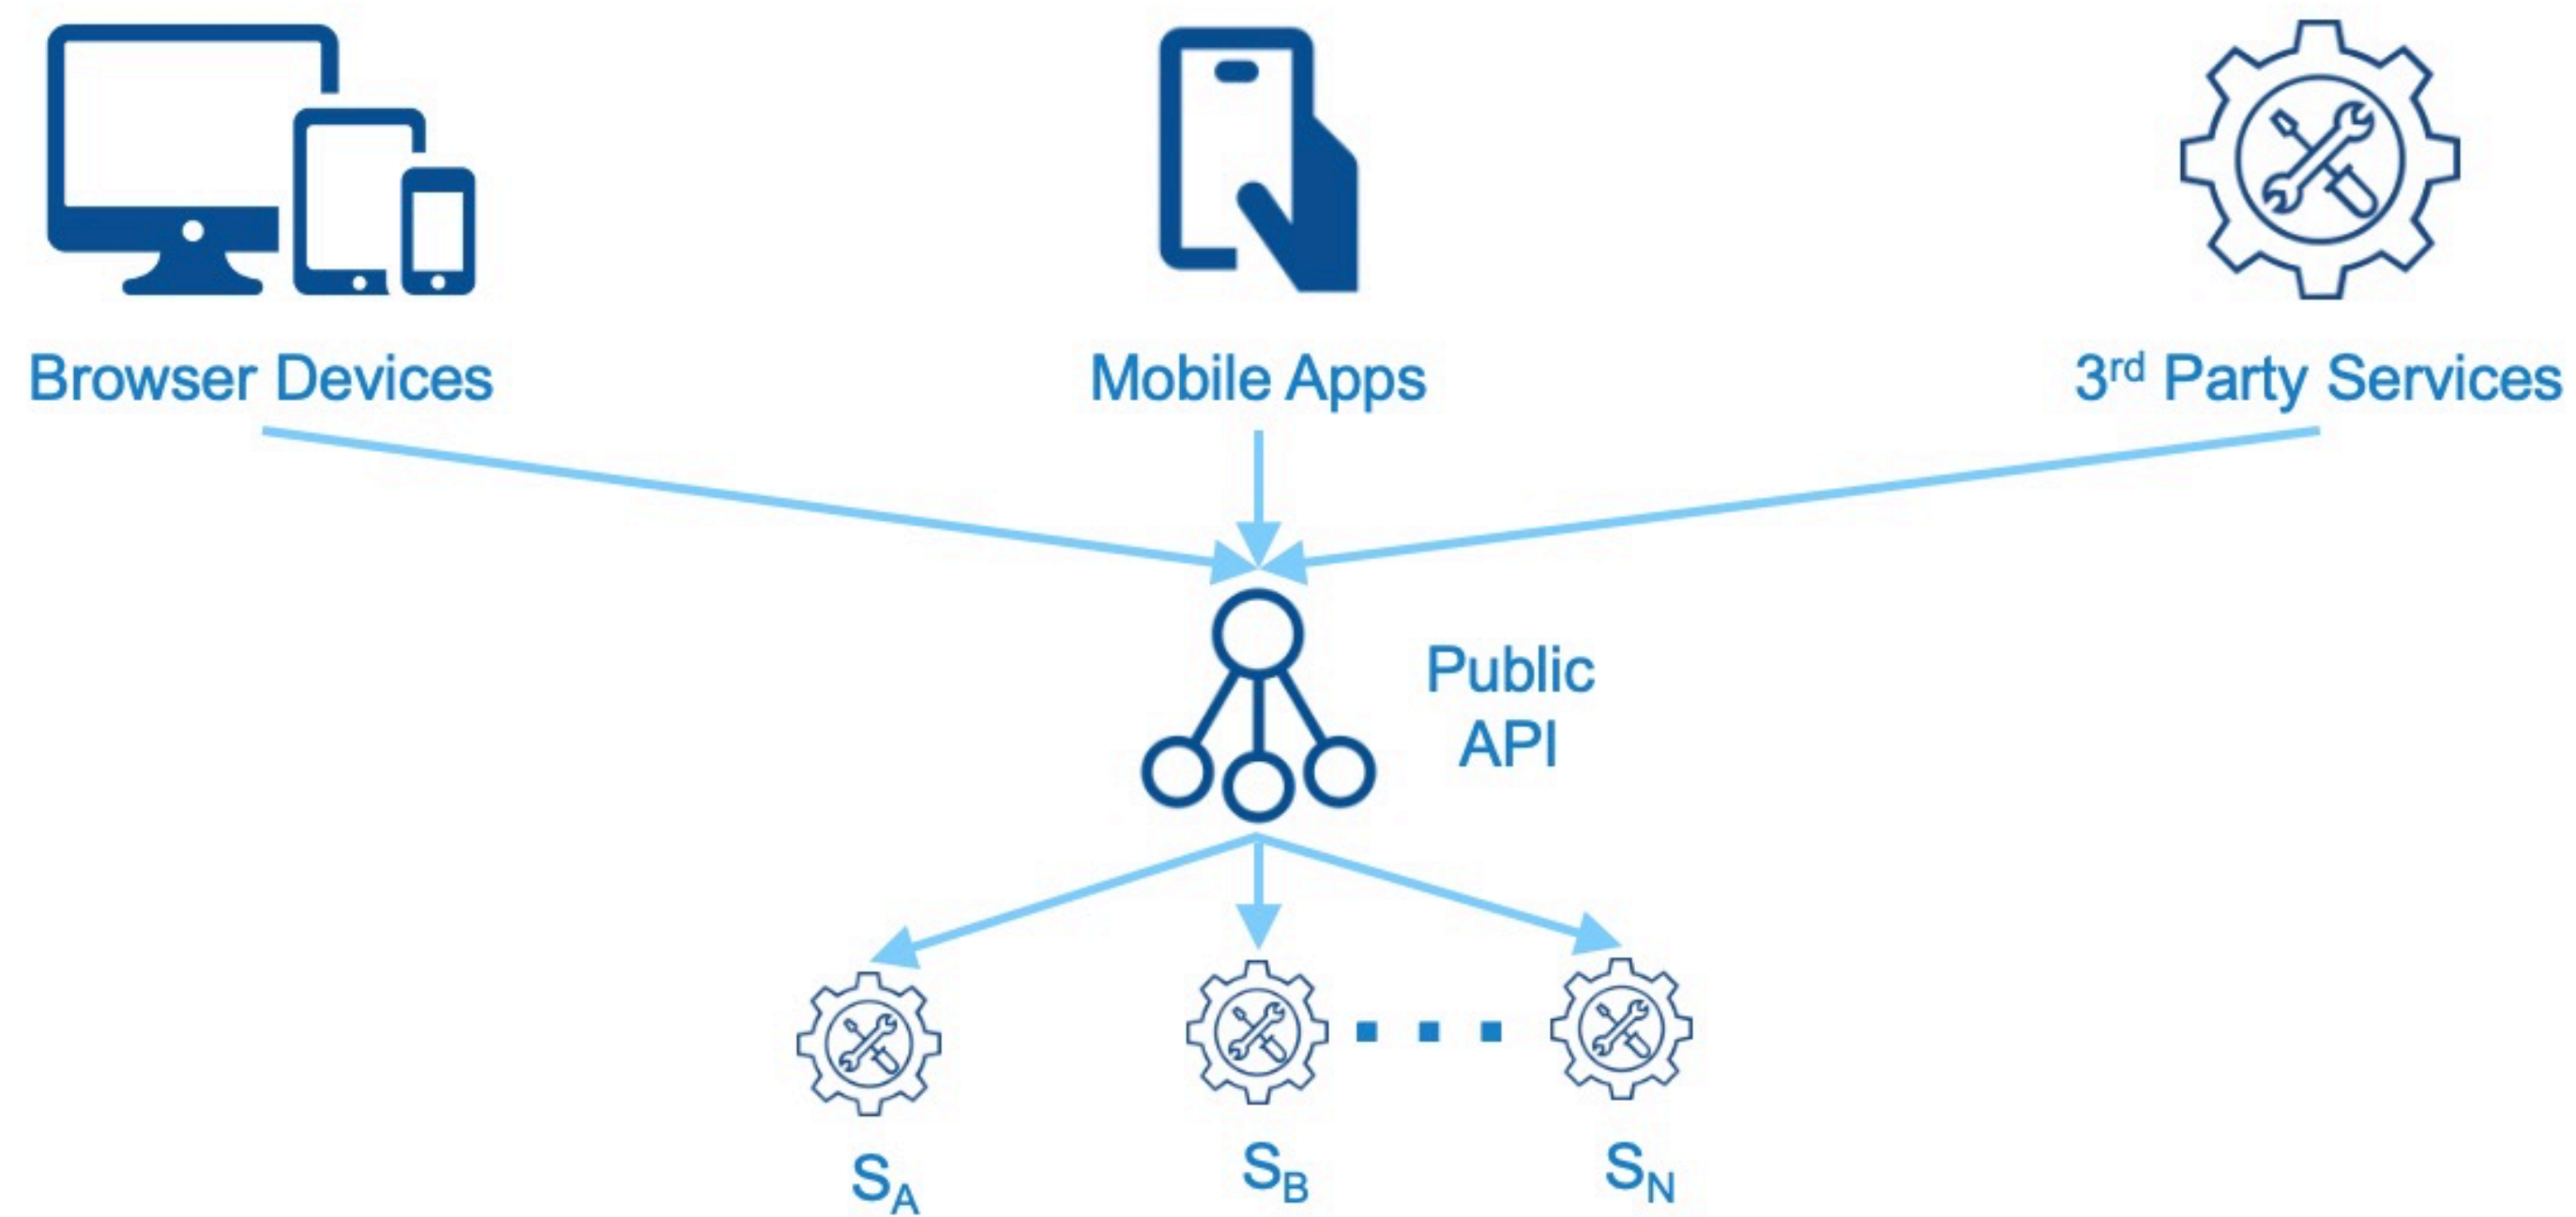 Browser Devices
Mobile Apps
3rd Party Services
Public
API
SA
SB
SN